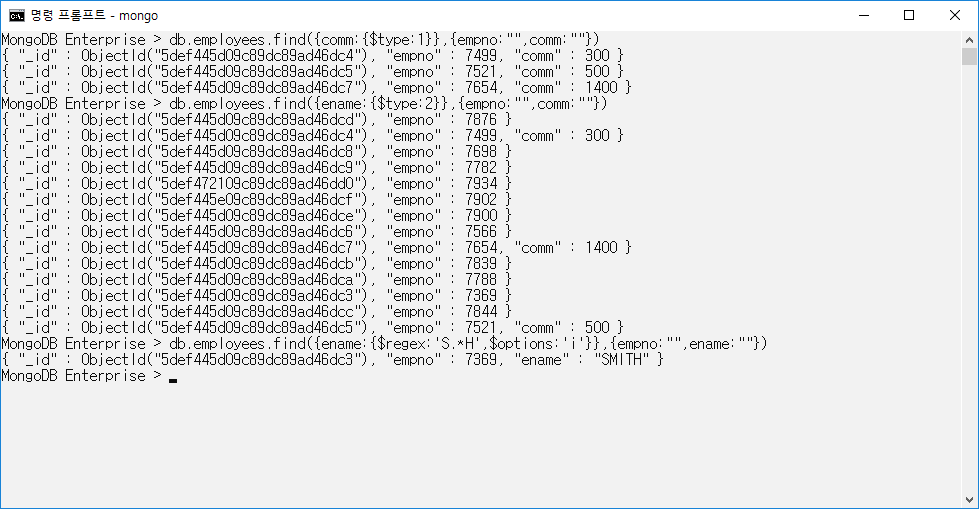 명령 프롬프트 - mongo
MongoDB Enterprise > db.employees.find({comm:{$type:1}},{empno:"",comm:""})
{ "_id" : ObjectId("5def445d09c89dc89ad46dc4"), "empno" : 7499, "comm" : 300 }
{ "_id" : ObjectId("5def445d09c89dc89ad46dc5"), "empno" : 7521, "comm" : 500 }
{ "_id" : ObjectId("5def445d09c89dc89ad46dc7"), "empno" : 7654, "comm" : 1400 }
MongoDB Enterprise > db.employees.find({ename:{$type:2}},{empno:"",comm:""})
{ "_id" : ObjectId("5def445d09c89dc89ad46dcd"), "empno" : 7876 }
{ "_id" : ObjectId("5def445d09c89dc89ad46dc4"), "empno" : 7499, "comm" : 300 }
{ "_id" : ObjectId("5def445d09c89dc89ad46dc8"), "empno" : 7698 }
{ "_id" : ObjectId("5def445d09c89dc89ad46dc9"), "empno" : 7782 }
{ "_id" : ObjectId("5def472109c89dc89ad46dd0"), "empno" : 7934 }
{ "_id" : ObjectId("5def445e09c89dc89ad46dcf"), "empno" : 7902 }
{ "_id" : ObjectId("5def445d09c89dc89ad46dce"), "empno" : 7900 }
{ "_id" : ObjectId("5def445d09c89dc89ad46dc6"), "empno" : 7566 }
{ "_id" : ObjectId("5def445d09c89dc89ad46dc7"), "empno" : 7654, "comm" : 1400 }
{ "_id" : ObjectId("5def445d09c89dc89ad46dcb"), "empno" : 7839 }
{ "_id" : ObjectId("5def445d09c89dc89ad46dca"), "empno" : 7788 }
{ "_id" : ObjectId("5def445d09c89dc89ad46dc3"), "empno" : 7369 }
{ "_id" : ObjectId("5def445d09c89dc89ad46dcc"), "empno" : 7844 }
{ "_id" : ObjectId("5def445d09c89dc89ad46dc5"), "empno" : 7521, "comm" : 500 }
MongoDB Enterprise > db.employees.find({ename:{$regex:'S.*H',$options:'i'}},{empno:"",ename:""})
{ "_id" : ObjectId("5def445d09c89dc89ad46dc3"), "empno" : 7369, "ename" : "SMITH" }
MongoDB Enterprise >